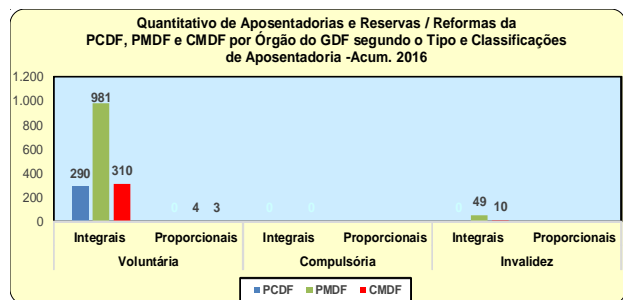 Quantitativo de Aposentadorias e Reservas / Reformas da
PCDF, PMDF e CMDF por Órgão do GDF segundo o Tipo e Classificações
de Aposentadoria -Acum. 2016
1.200
1.000
800
600
400
200
0
290
981
310
0
4
3
0
0
0
49
10
Integrais
Proporcionais
Integrais
Proporcionais
Integrais
Proporcionais
Voluntária
Compulsória
Invalidez
PCDF
PMDF
CMDF